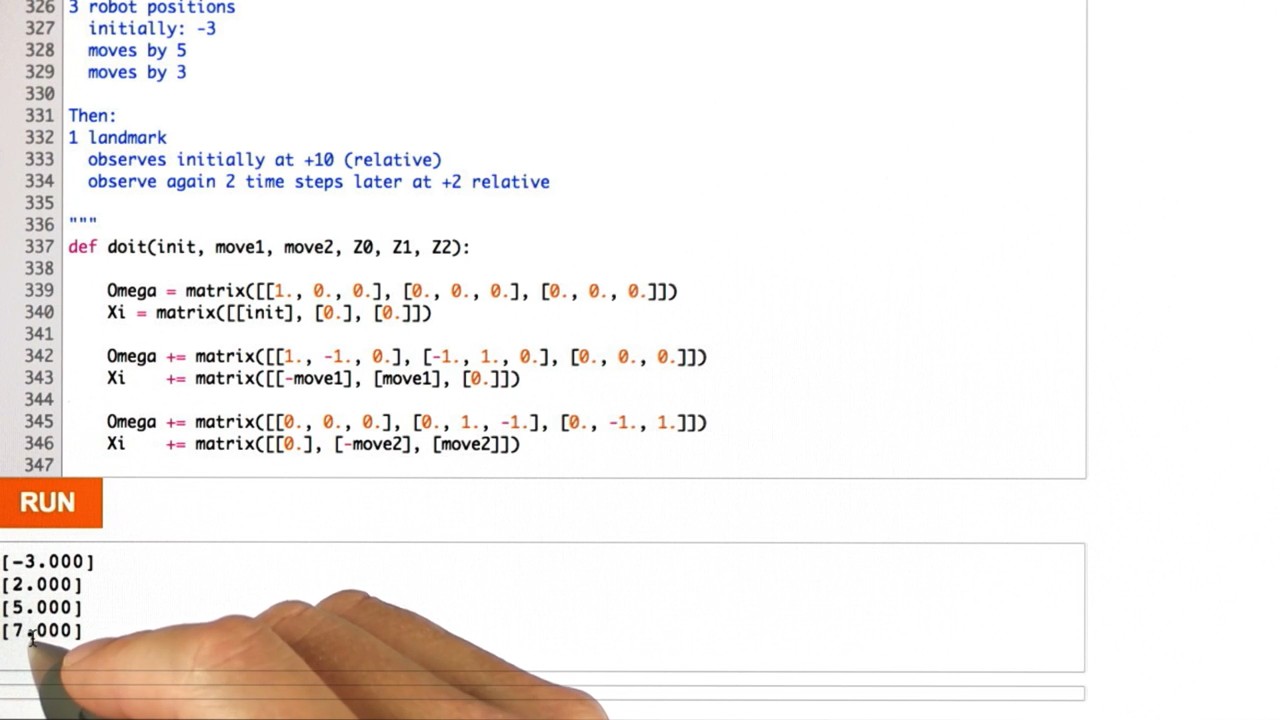 326 3 robot positions
327 initially: -3
328 moves by 5
329 moves by 3
330
331 Then:
332 1 landmark
333 observes initially at +10 (relative)
334 observe again 2 time steps later at +2 relative
335
336 """
337 def doit(init, move1, move2, Z0, Z1, Z2):
338
339 Omega = matrix([[1., 0., 0.], [0., 0., 0.], [0., 0., 0.]])
340 Xi = matrix([[init], [0.], [0.]])
341
342 Omega += matrix([[1., -1., 0.], [-1., 1., 0.], [0., 0., 0.]])
343 Xi += matrix([[-move1], [move1], [0.]])
344
345 Omega += matrix([[0., 0., 0.], [0., 1., -1.], [0., -1., 1.]])
346 Xi += matrix([[0.], [-move2], [move2]])
347
RUN
[-3.000]
[2.000]
[5.000]
[7.000]